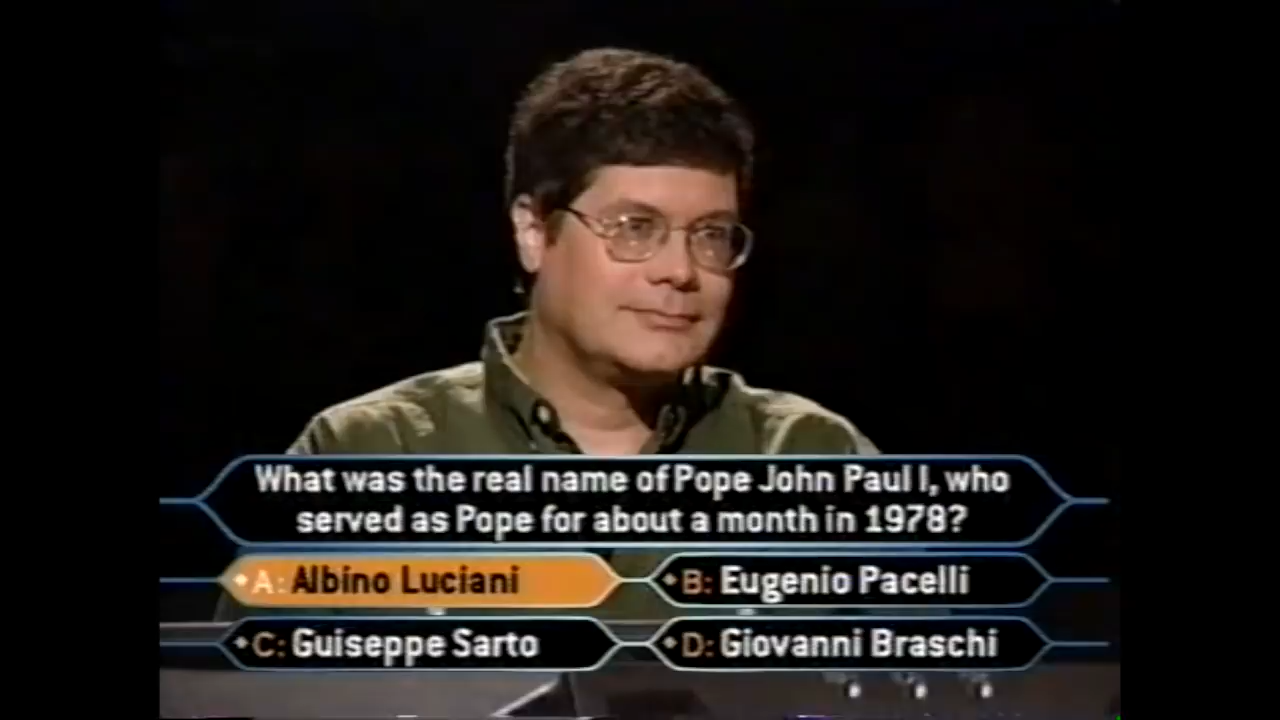 What was the real name of Pope John Paul I, who
served as Pope for about a month in 1978?
A: Albino Luciani
B: Eugenio Pacelli
C: Guiseppe Sarto
D: Giovanni Braschi